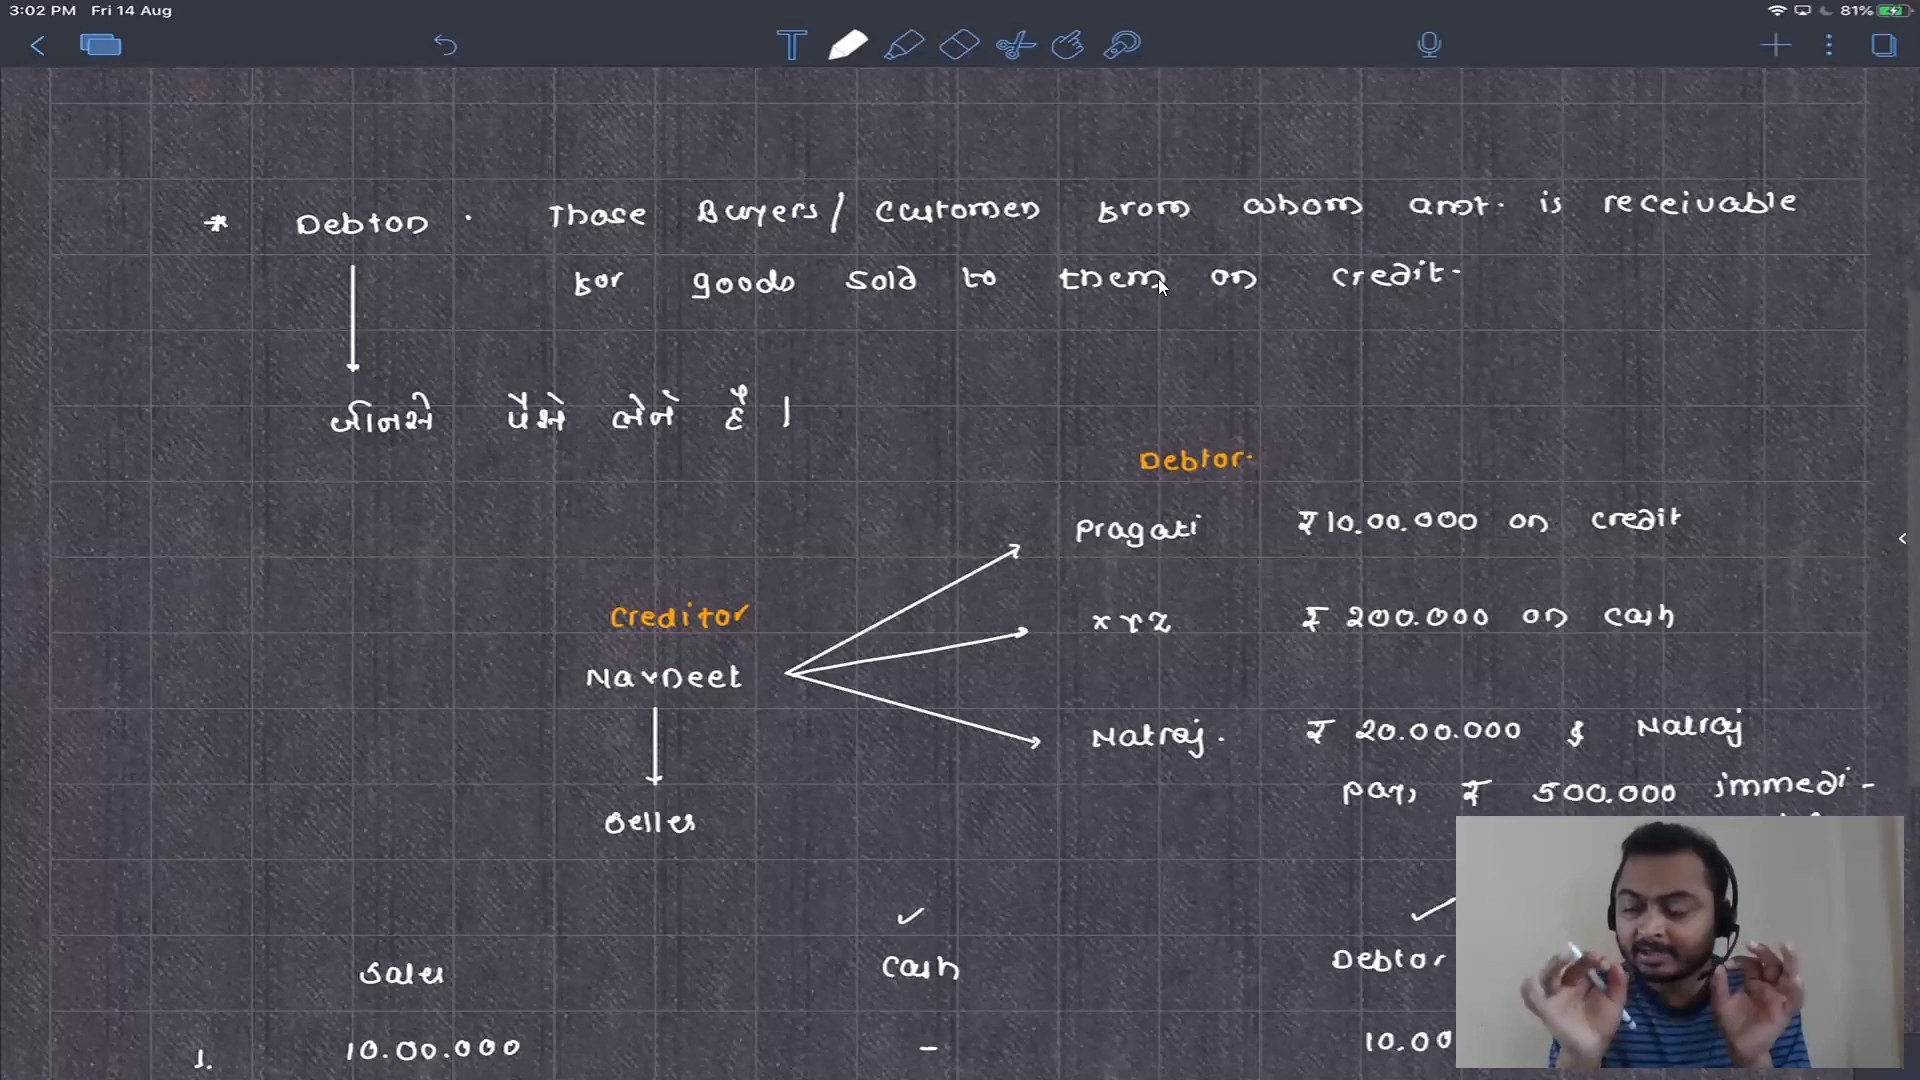 3:02 PM Fri 14 Aug
81%
* Debtor. Those Buyers/ Customer from whom amt. is receivable
for goods sold to them on credit.
जीनसे पैसे लेने है।
Debtor.
Pragati ₹10,00,000 on credit
Creditor
XYZ ₹ 200,000 on cash
Navneet
Natraj. ₹ 20,00,000 & Natraj
pay, ₹ 500,000 immedi-
Seller
Sales Cash Debtor
1. 10,00,000 - 10,00